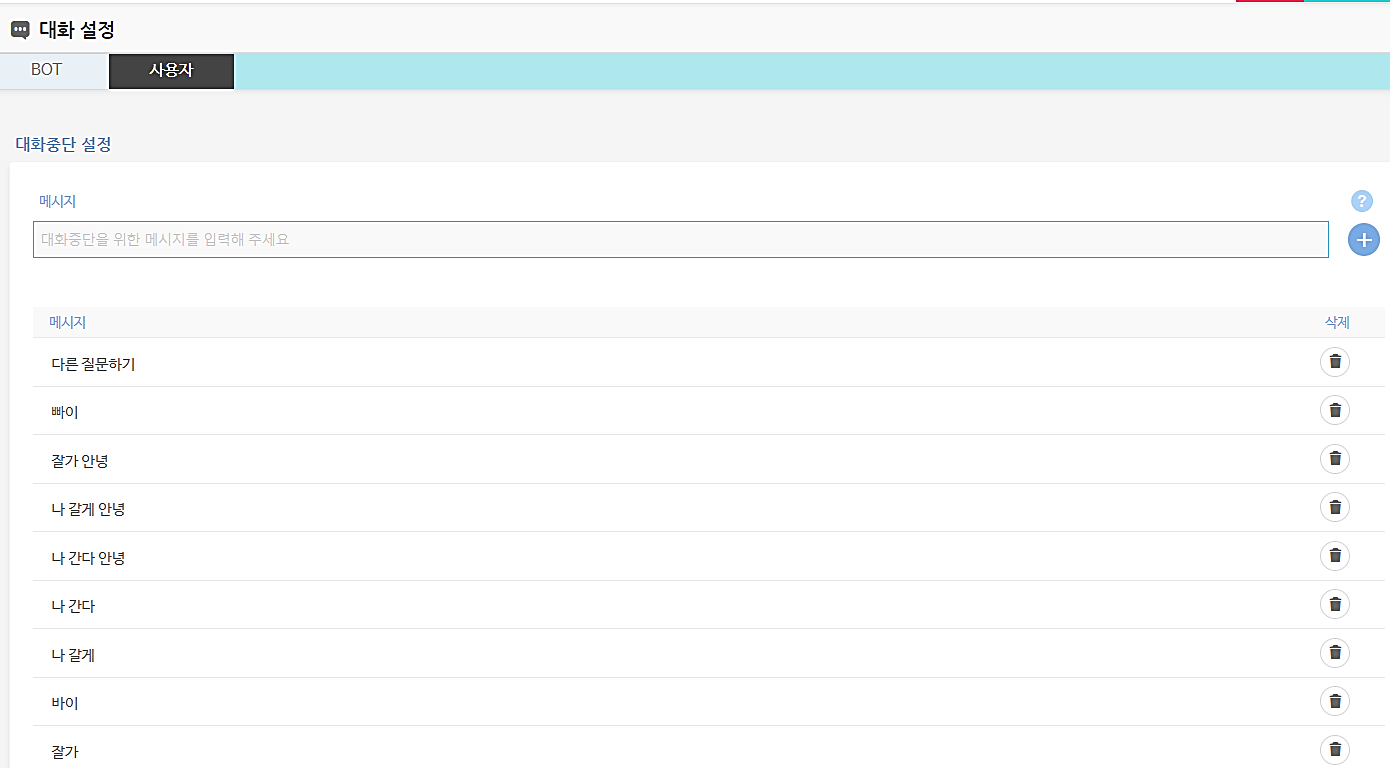 대화 설정
BOT 사용자
대화중단 설정
메시지
?
대화중단을 위한 메시지를 입력해 주세요
메시지 삭제
다른 질문하기
빠이
잘가 안녕
나 갈게 안녕
나 간다 안녕
나 간다
나 갈게
바이
잘가